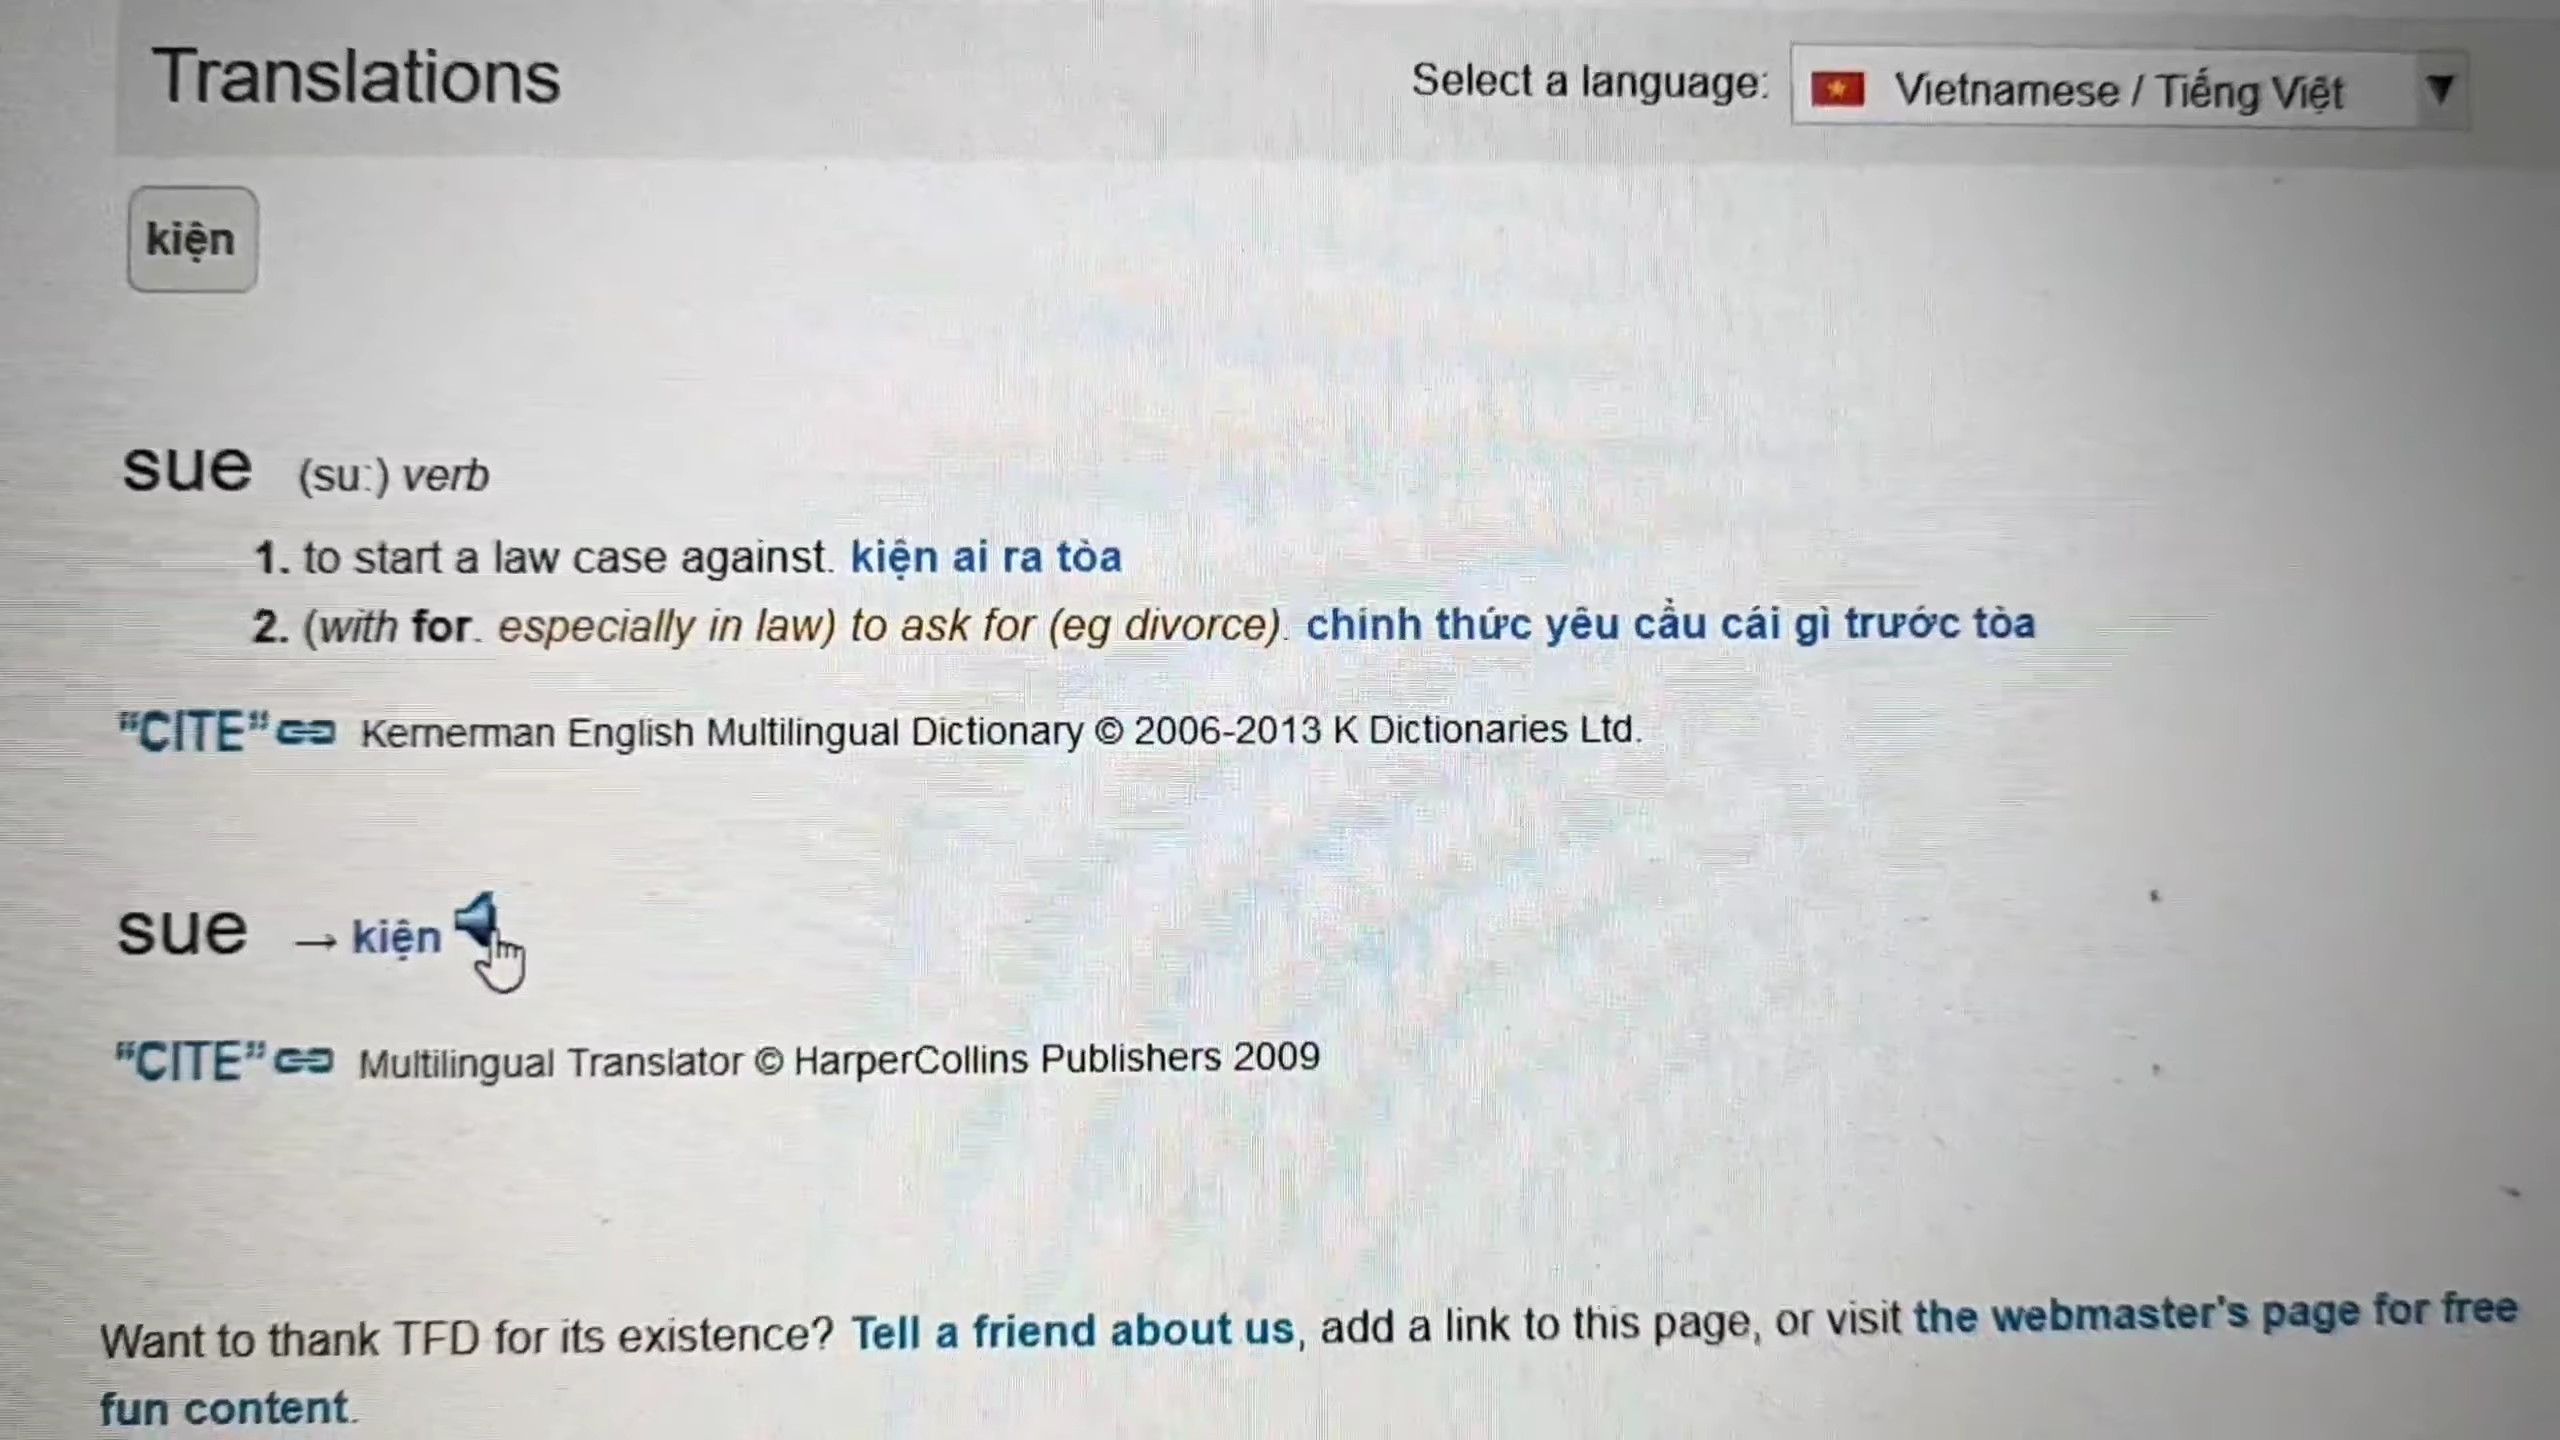 Translations
Select a language: Vietnamese / Tiếng Việt ▼
kiện
sue (suː) verb
1. to start a law case against. kiện ai ra tòa
2. (with for. especially in law) to ask for (eg divorce). chính thức yêu cầu cái gì trước tòa
"CITE" Kernerman English Multilingual Dictionary © 2006-2013 K Dictionaries Ltd.
sue → kiện
"CITE" Multilingual Translator © HarperCollins Publishers 2009
Want to thank TFD for its existence? Tell a friend about us, add a link to this page, or visit the webmaster's page for free
fun content.